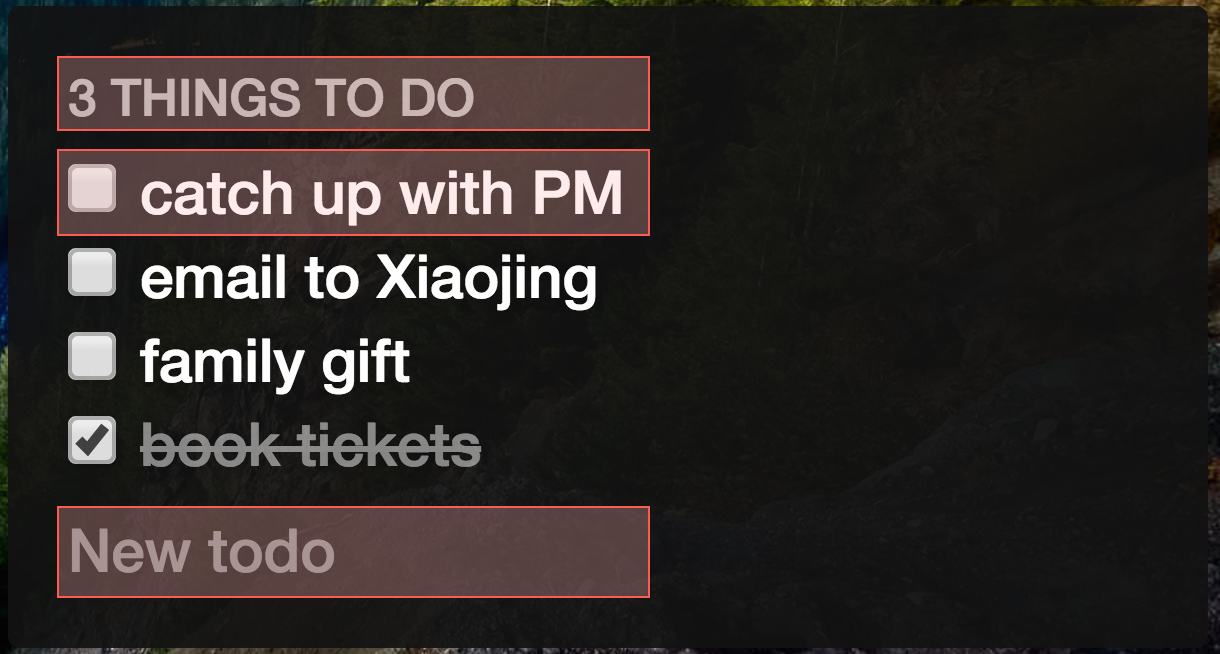 3 THINGS TO DO
catch up with PM
email to Xiaojing
family gift
book tickets
New todo